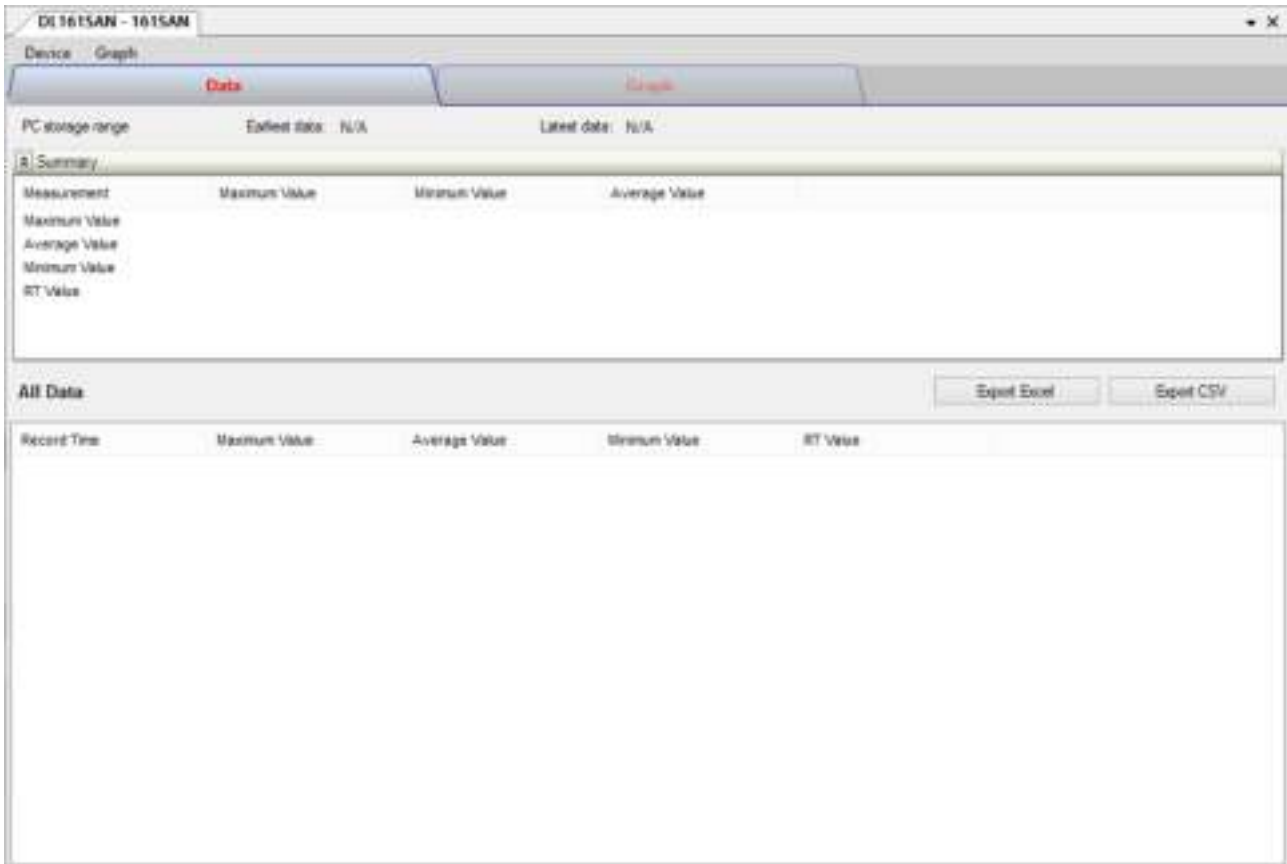 DL161SAN - 161SAN
Device Graph
Data Graph
PC storage range Earliest data: N/A Latest data: N/A
Summary
Measurement Maximum Value Minimum Value Average Value
Maximum Value
Average Value
Minimum Value
RT Value
All Data Export Excel Export CSV
Record Time Maximum Value Average Value Minimum Value RT Value